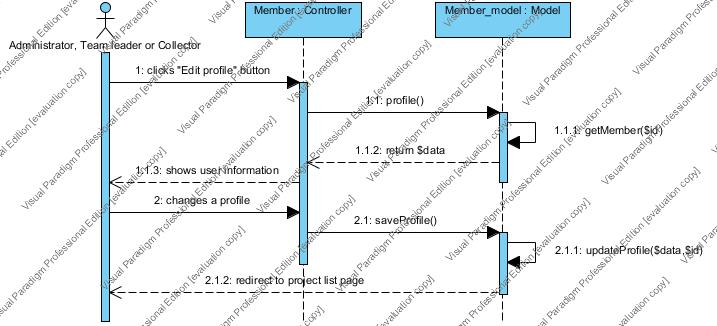 Member : Controller
Member_model : Model
Administrator, Team leader or Collector
1: clicks "Edit profile" button
1.1: profile()
1.1.1: getMember($id)
1.1.2: return $data
1.1.3: shows user information
2: changes a profile
2.1: saveProfile()
2.1.1: updateProfile($data,$id)
2.1.2: redirect to project list page
Visual Paradigm Professional Edition [evaluation copy]